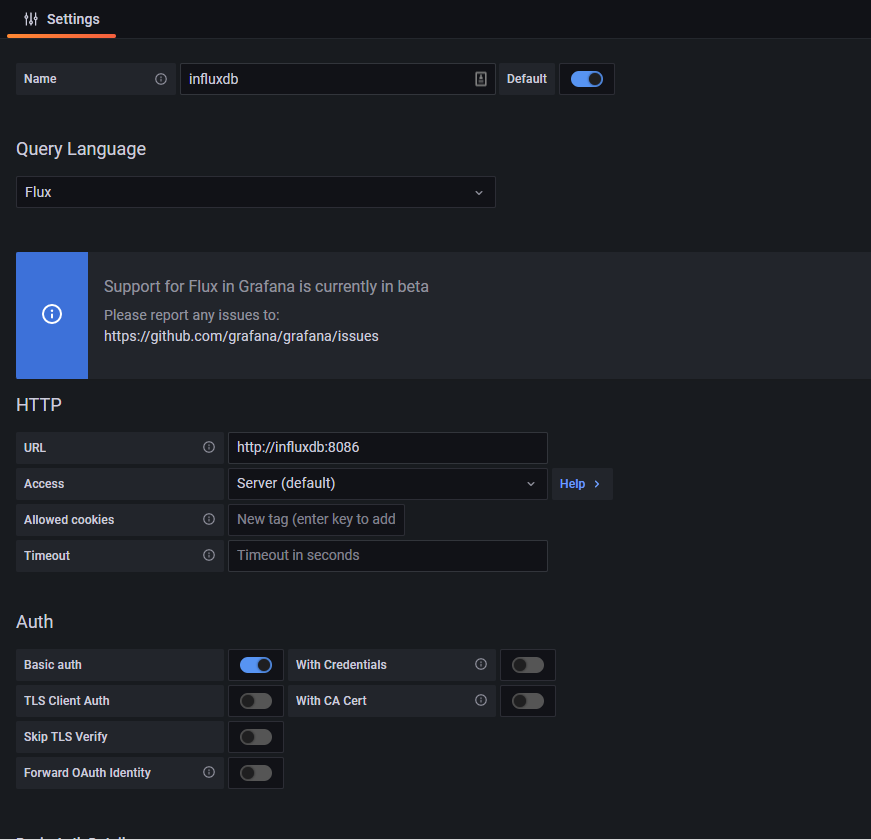 Settings
Name influxdb Default
Query Language
Flux
Support for Flux in Grafana is currently in beta
Please report any issues to:
https://github.com/grafana/grafana/issues
HTTP
URL http://influxdb:8086
Access Server (default) Help
Allowed cookies New tag (enter key to add
Timeout Timeout in seconds
Auth
Basic auth With Credentials
TLS Client Auth With CA Cert
Skip TLS Verify
Forward OAuth Identity